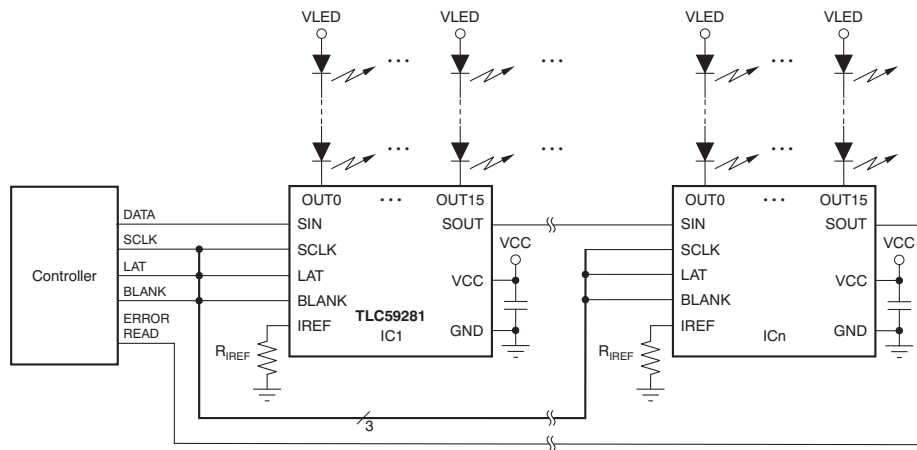 VLED VLED VLED VLED
••• ••• ••• •••
••• ••• ••• •••
OUT0 ••• OUT15 OUT0 ••• OUT15
DATA SIN SOUT SIN SOUT
SCLK SCLK VCC SCLK VCC
Controller LAT LAT VCC LAT VCC
BLANK BLANK TLC59281 BLANK
ERROR READ IREF IC1 GND IREF ICn GND
RIREF RIREF
3